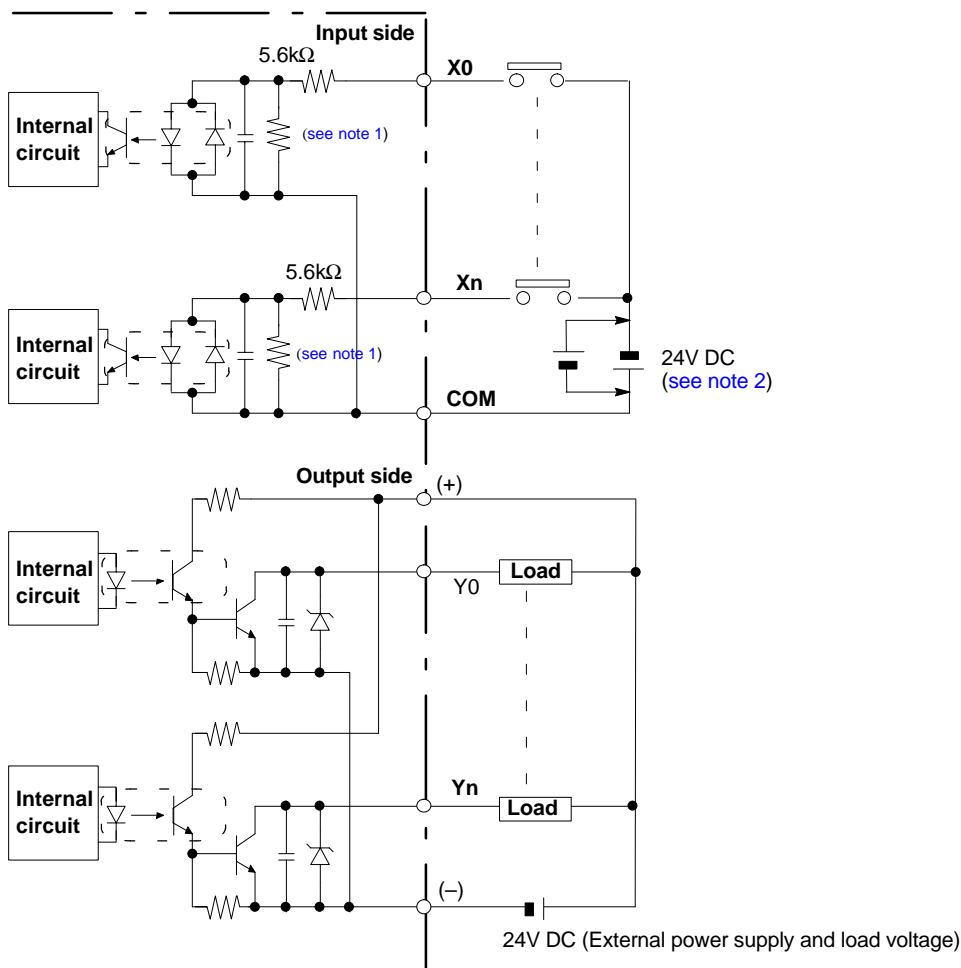 Input side
5.6kΩ
X0
Internal
circuit
(see note 1)
5.6kΩ
Xn
Internal
circuit
(see note 1)
24V DC
(see note 2)
COM
Output side
(+)
Internal
circuit
Load
Y0
Internal
circuit
Yn
Load
(–)
24V DC (External power supply and load voltage)